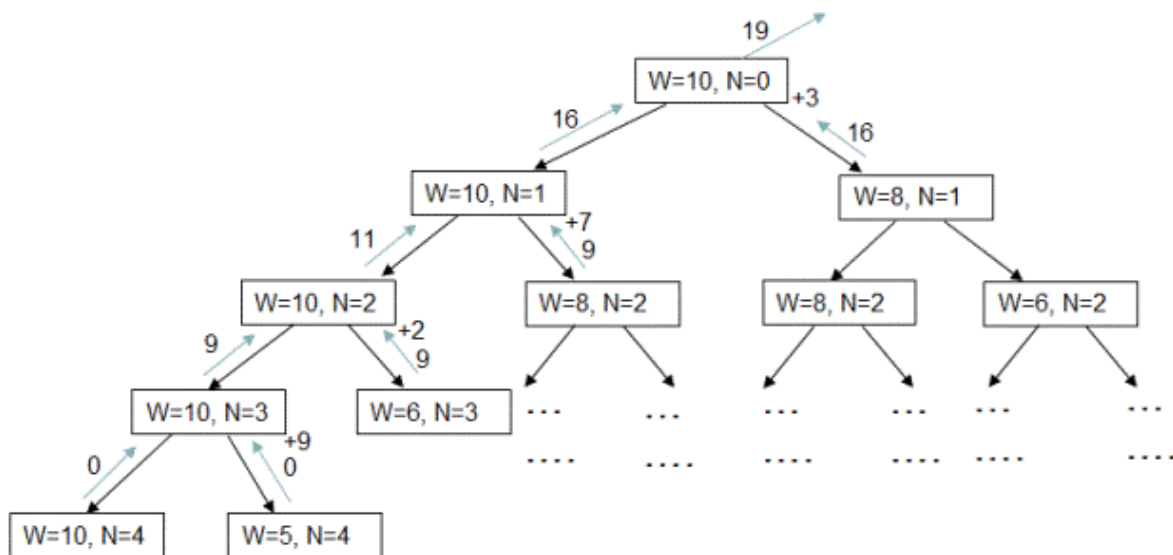 19
W=10, N=0
+3
16
16
W=10, N=1
W=8, N=1
+7
11
9
W=10, N=2
W=8, N=2
W=8, N=2
W=6, N=2
+2
9
9
W=10, N=3
W=6, N=3
--- --- --- --- --- ---
+9
0
0
---- ---- ---- ---- ---- ----
W=10, N=4
W=5, N=4